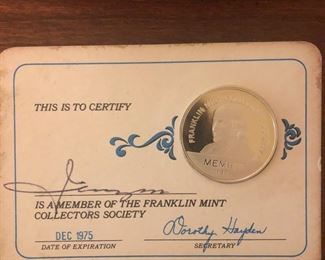 THIS IS TO CERTIFY
FRANKLIN
MEM
IS A MEMBER OF THE FRANKLIN MINT
COLLECTORS SOCIETY
DEC 1975
DATE OF EXPIRATION
Dorothy Hayden
SECRETARY